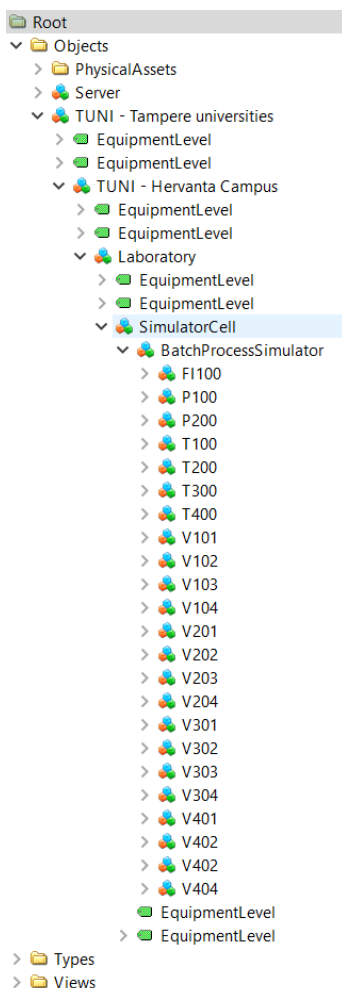 Root
Objects
PhysicalAssets
Server
TUNI - Tampere universities
EquipmentLevel
EquipmentLevel
TUNI - Hervanta Campus
EquipmentLevel
EquipmentLevel
Laboratory
EquipmentLevel
EquipmentLevel
SimulatorCell
BatchProcessSimulator
FI100
P100
P200
T100
T200
T300
T400
V101
V102
V103
V104
V201
V202
V203
V204
V301
V302
V303
V304
V401
V402
V402
V404
EquipmentLevel
EquipmentLevel
Types
Views